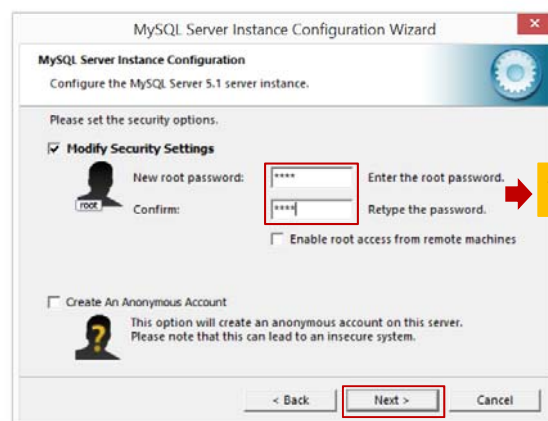 MySQL Server Instance Configuration Wizard
MySQL Server Instance Configuration
Configure the MySQL Server 5.1 server instance.
Please set the security options.
Modify Security Settings
root
New root password: **** Enter the root password.
Confirm: **** Retype the password.
Enable root access from remote machines
Create An Anonymous Account
This option will create an anonymous account on this server.
Please note that this can lead to an insecure system.
< Back Next > Cancel